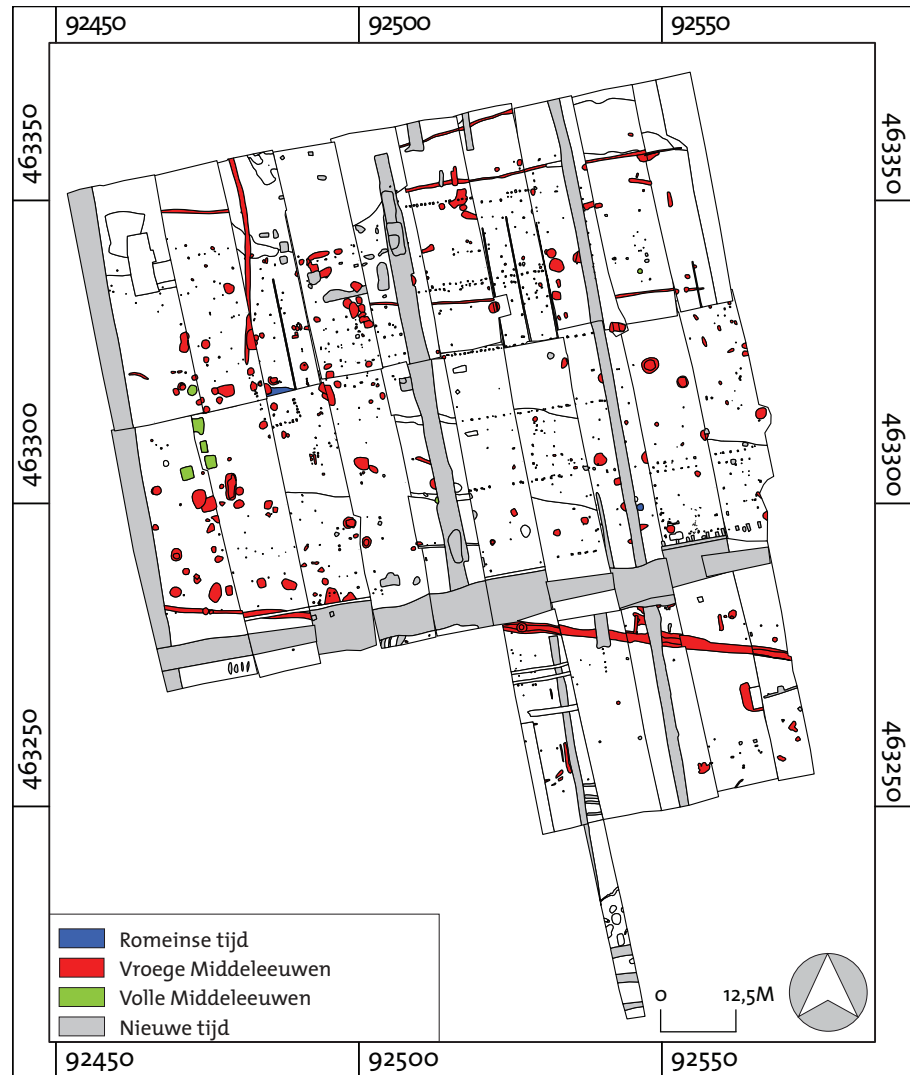 92450 92500 92550
463350 463350
463300 463300
463250 463250
Romeinse tijd
Vroege Middeleeuwen
Volle Middeleeuwen
Nieuwe tijd
0 12,5M
92450 92500 92550